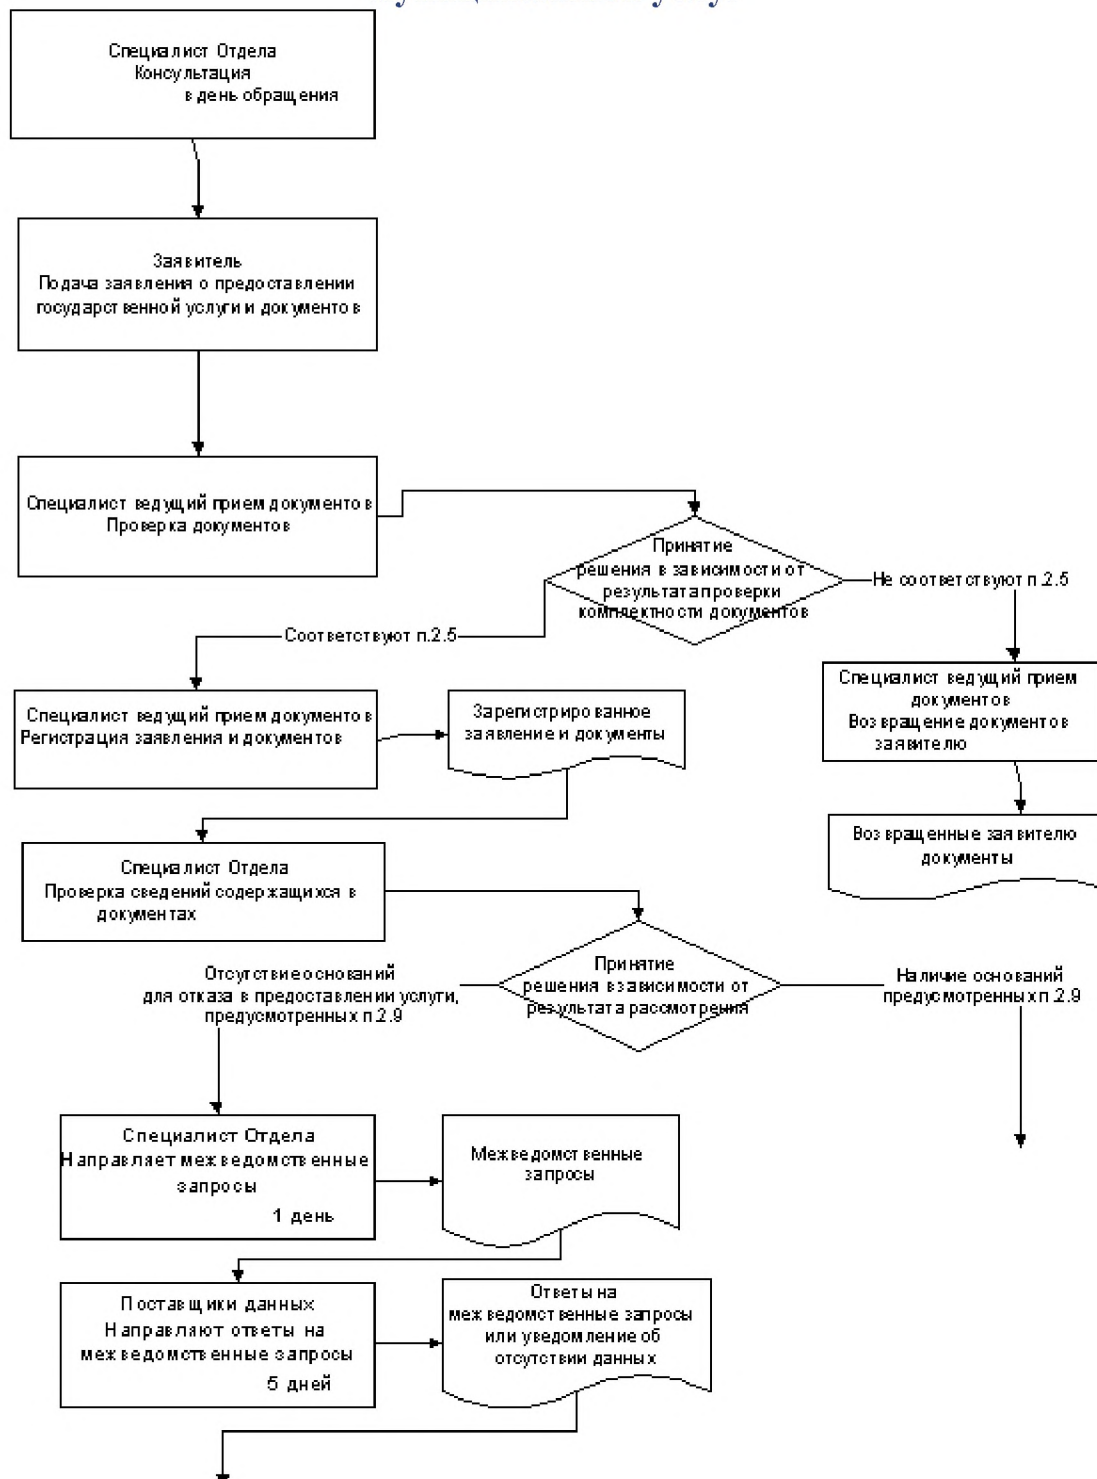 Специалист Отдела
Консультация
в день обращения
Заявитель
Подача заявления о предоставлении
государственной услуги и документов
Специалист ведущий прием документов
Проверка документов
Принятие
решения в зависимости от
результата проверки
комплектности документов
Не соответствуют п.2.5
Соответствуют п.2.5
Специалист ведущий прием документов
Регистрация заявления и документов
Зарегистрированное
заявление и документы
Специалист ведущий прием
документов
Возвращение документов
заявителю
Возвращенные заявителю
документы
Специалист Отдела
Проверка сведений содержащихся в
документах
Принятие
решения в зависимости от
результата рассмотрения
Отсутствие оснований
для отказа в предоставлении услуги,
предусмотренных п.2.9
Наличие оснований
предусмотренных п.2.9
Специалист Отдела
Направляет межведомственные
запросы
1 день
Межведомственные
запросы
Поставщики данных
Направляют ответы на
межведомственные запросы
5 дней
Ответы на
межведомственные запросы
или уведомление об
отсутствии данных